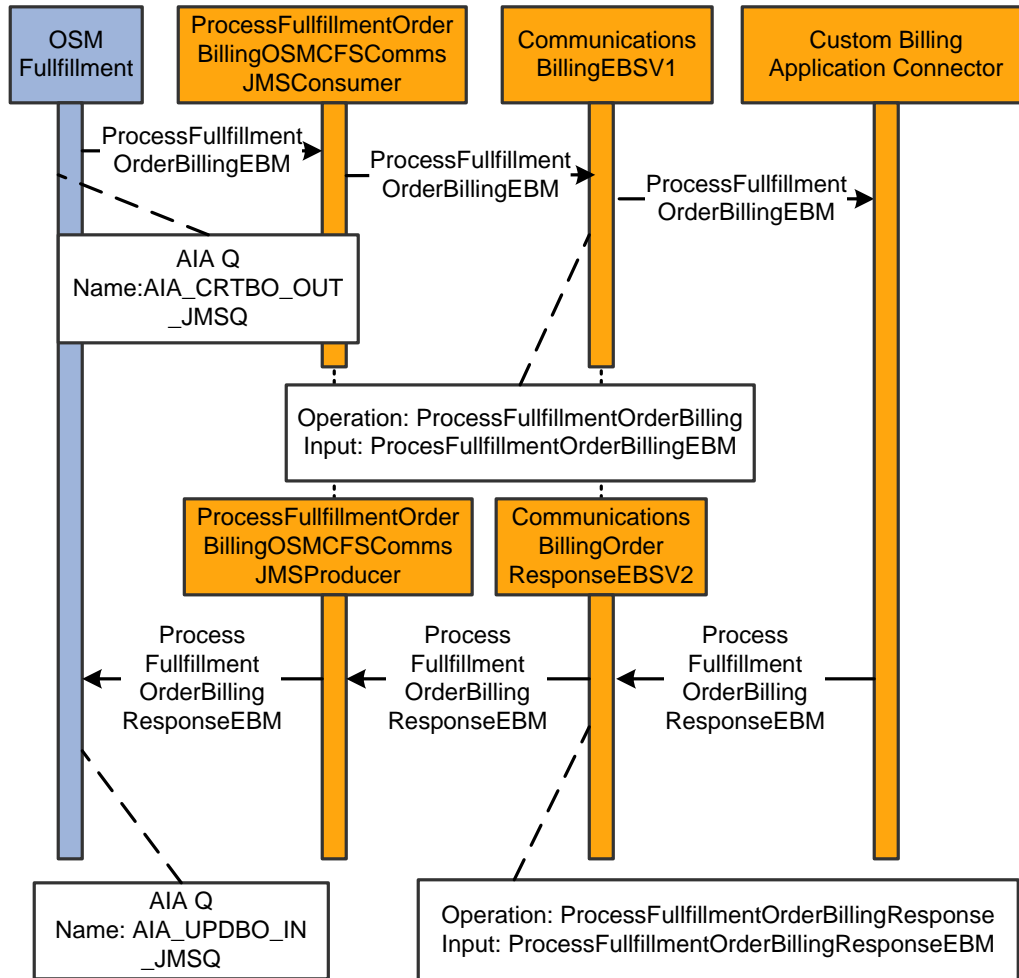 OSM
Fullfillment
ProcessFullfillmentOrder
BillingOSMCFSComms
JMSConsumer
Communications
BillingEBSV1
Custom Billing
Application Connector
ProcessFullfillment
OrderBillingEBM
ProcessFullfillment
OrderBillingEBM
ProcessFullfillment
OrderBillingEBM
AIA Q
Name:AIA_CRTBO_OUT
_JMSQ
Operation: ProcessFullfillmentOrderBilling
Input: ProcesFullfillmentOrderBillingEBM
ProcessFullfillmentOrder
BillingOSMCFSComms
JMSProducer
Communications
BillingOrder
ResponseEBSV2
Process
Fullfillment
OrderBilling
ResponseEBM
Process
Fullfillment
OrderBilling
ResponseEBM
Process
Fullfillment
OrderBilling
ResponseEBM
AIA Q
Name: AIA_UPDBO_IN
_JMSQ
Operation: ProcessFullfillmentOrderBillingResponse
Input: ProcessFullfillmentOrderBillingResponseEBM